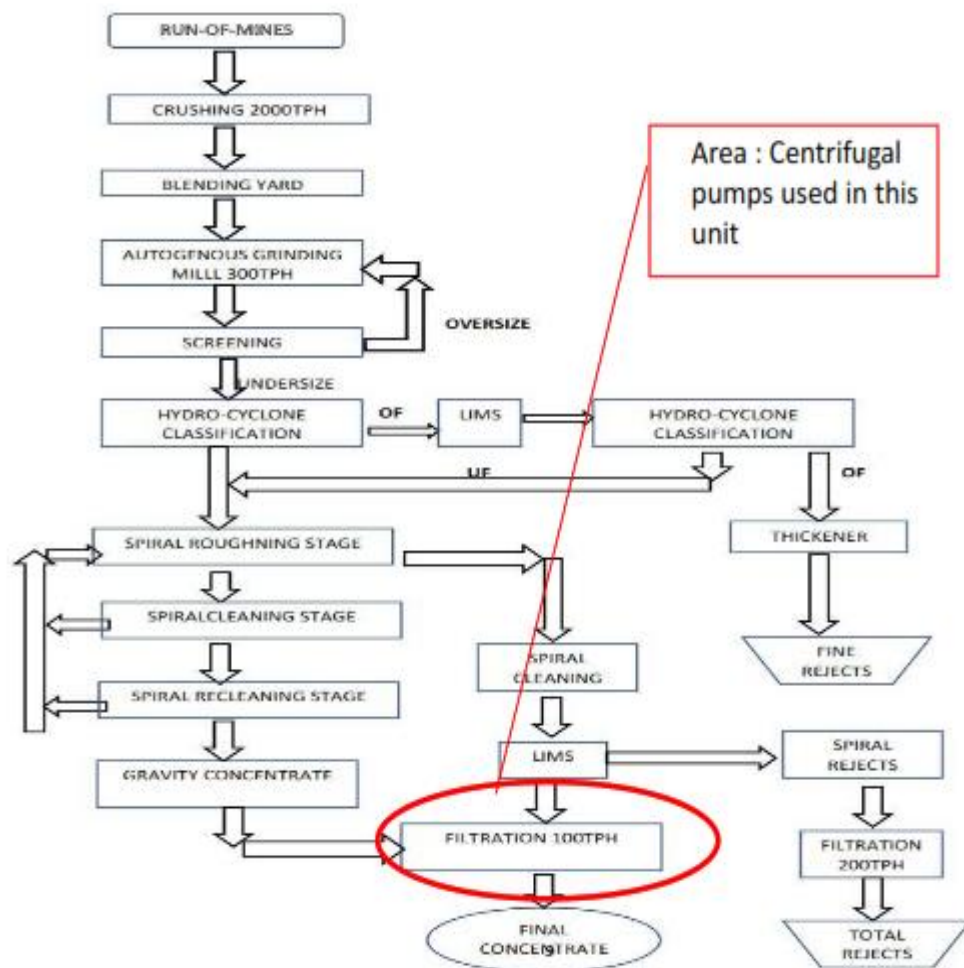 RUN-OF-MINES
CRUSHING 2000TPH
Area : Centrifugal
pumps used in this
unit
BLENDING YARD
AUTOGENOUS GRINDING
MILLL 300TPH
OVERSIZE
SCREENING
UNDERSIZE
HYDRO-CYCLONE
CLASSIFICATION
OF
LIMS
HYDRO-CYCLONE
CLASSIFICATION
UF
OF
SPIRAL ROUGHNING STAGE
THICKENER
SPIRALCLEANING STAGE
SPIRAL
CLEANING
FINE
REJECTS
SPIRAL RECLEANING STAGE
LIMS
SPIRAL
REJECTS
GRAVITY CONCENTRATE
FILTRATION 100TPH
FILTRATION
200TPH
FINAL
CONCENTRATE
9
TOTAL
REJECTS